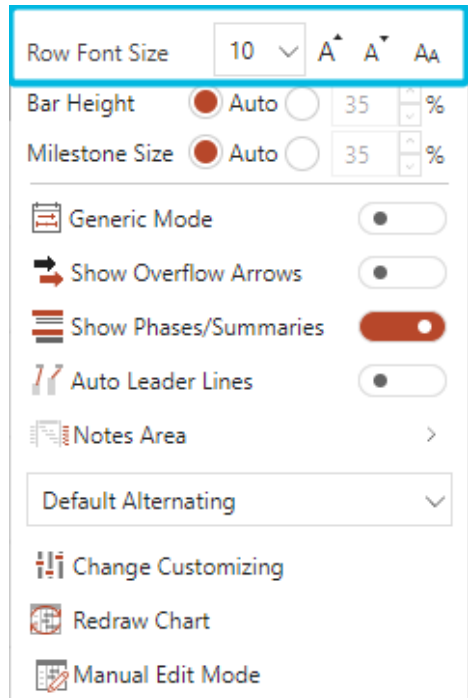 Row Font Size 10 A A AA
Bar Height Auto 35 %
Milestone Size Auto 35 %
Generic Mode
Show Overflow Arrows
Show Phases/Summaries
Auto Leader Lines
Notes Area
Default Alternating
Change Customizing
Redraw Chart
Manual Edit Mode